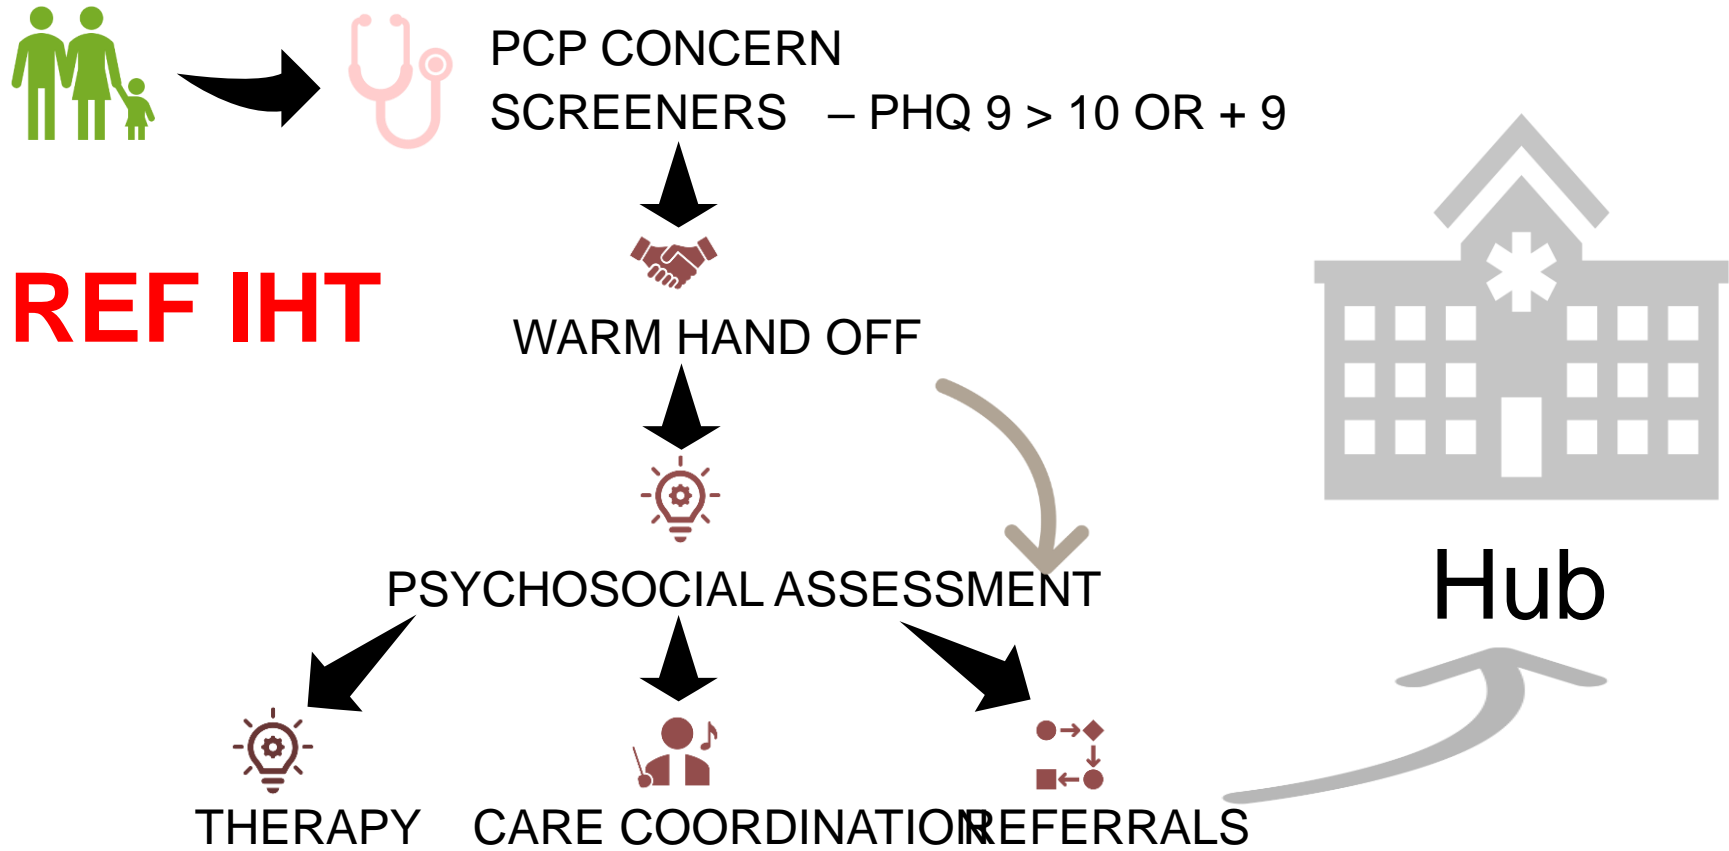 PCP CONCERN
SCREENERS – PHQ 9 > 10 OR + 9
REF IHT
WARM HAND OFF
PSYCHOSOCIAL ASSESSMENT
Hub
THERAPY
CARE COORDINATION
REFERRALS